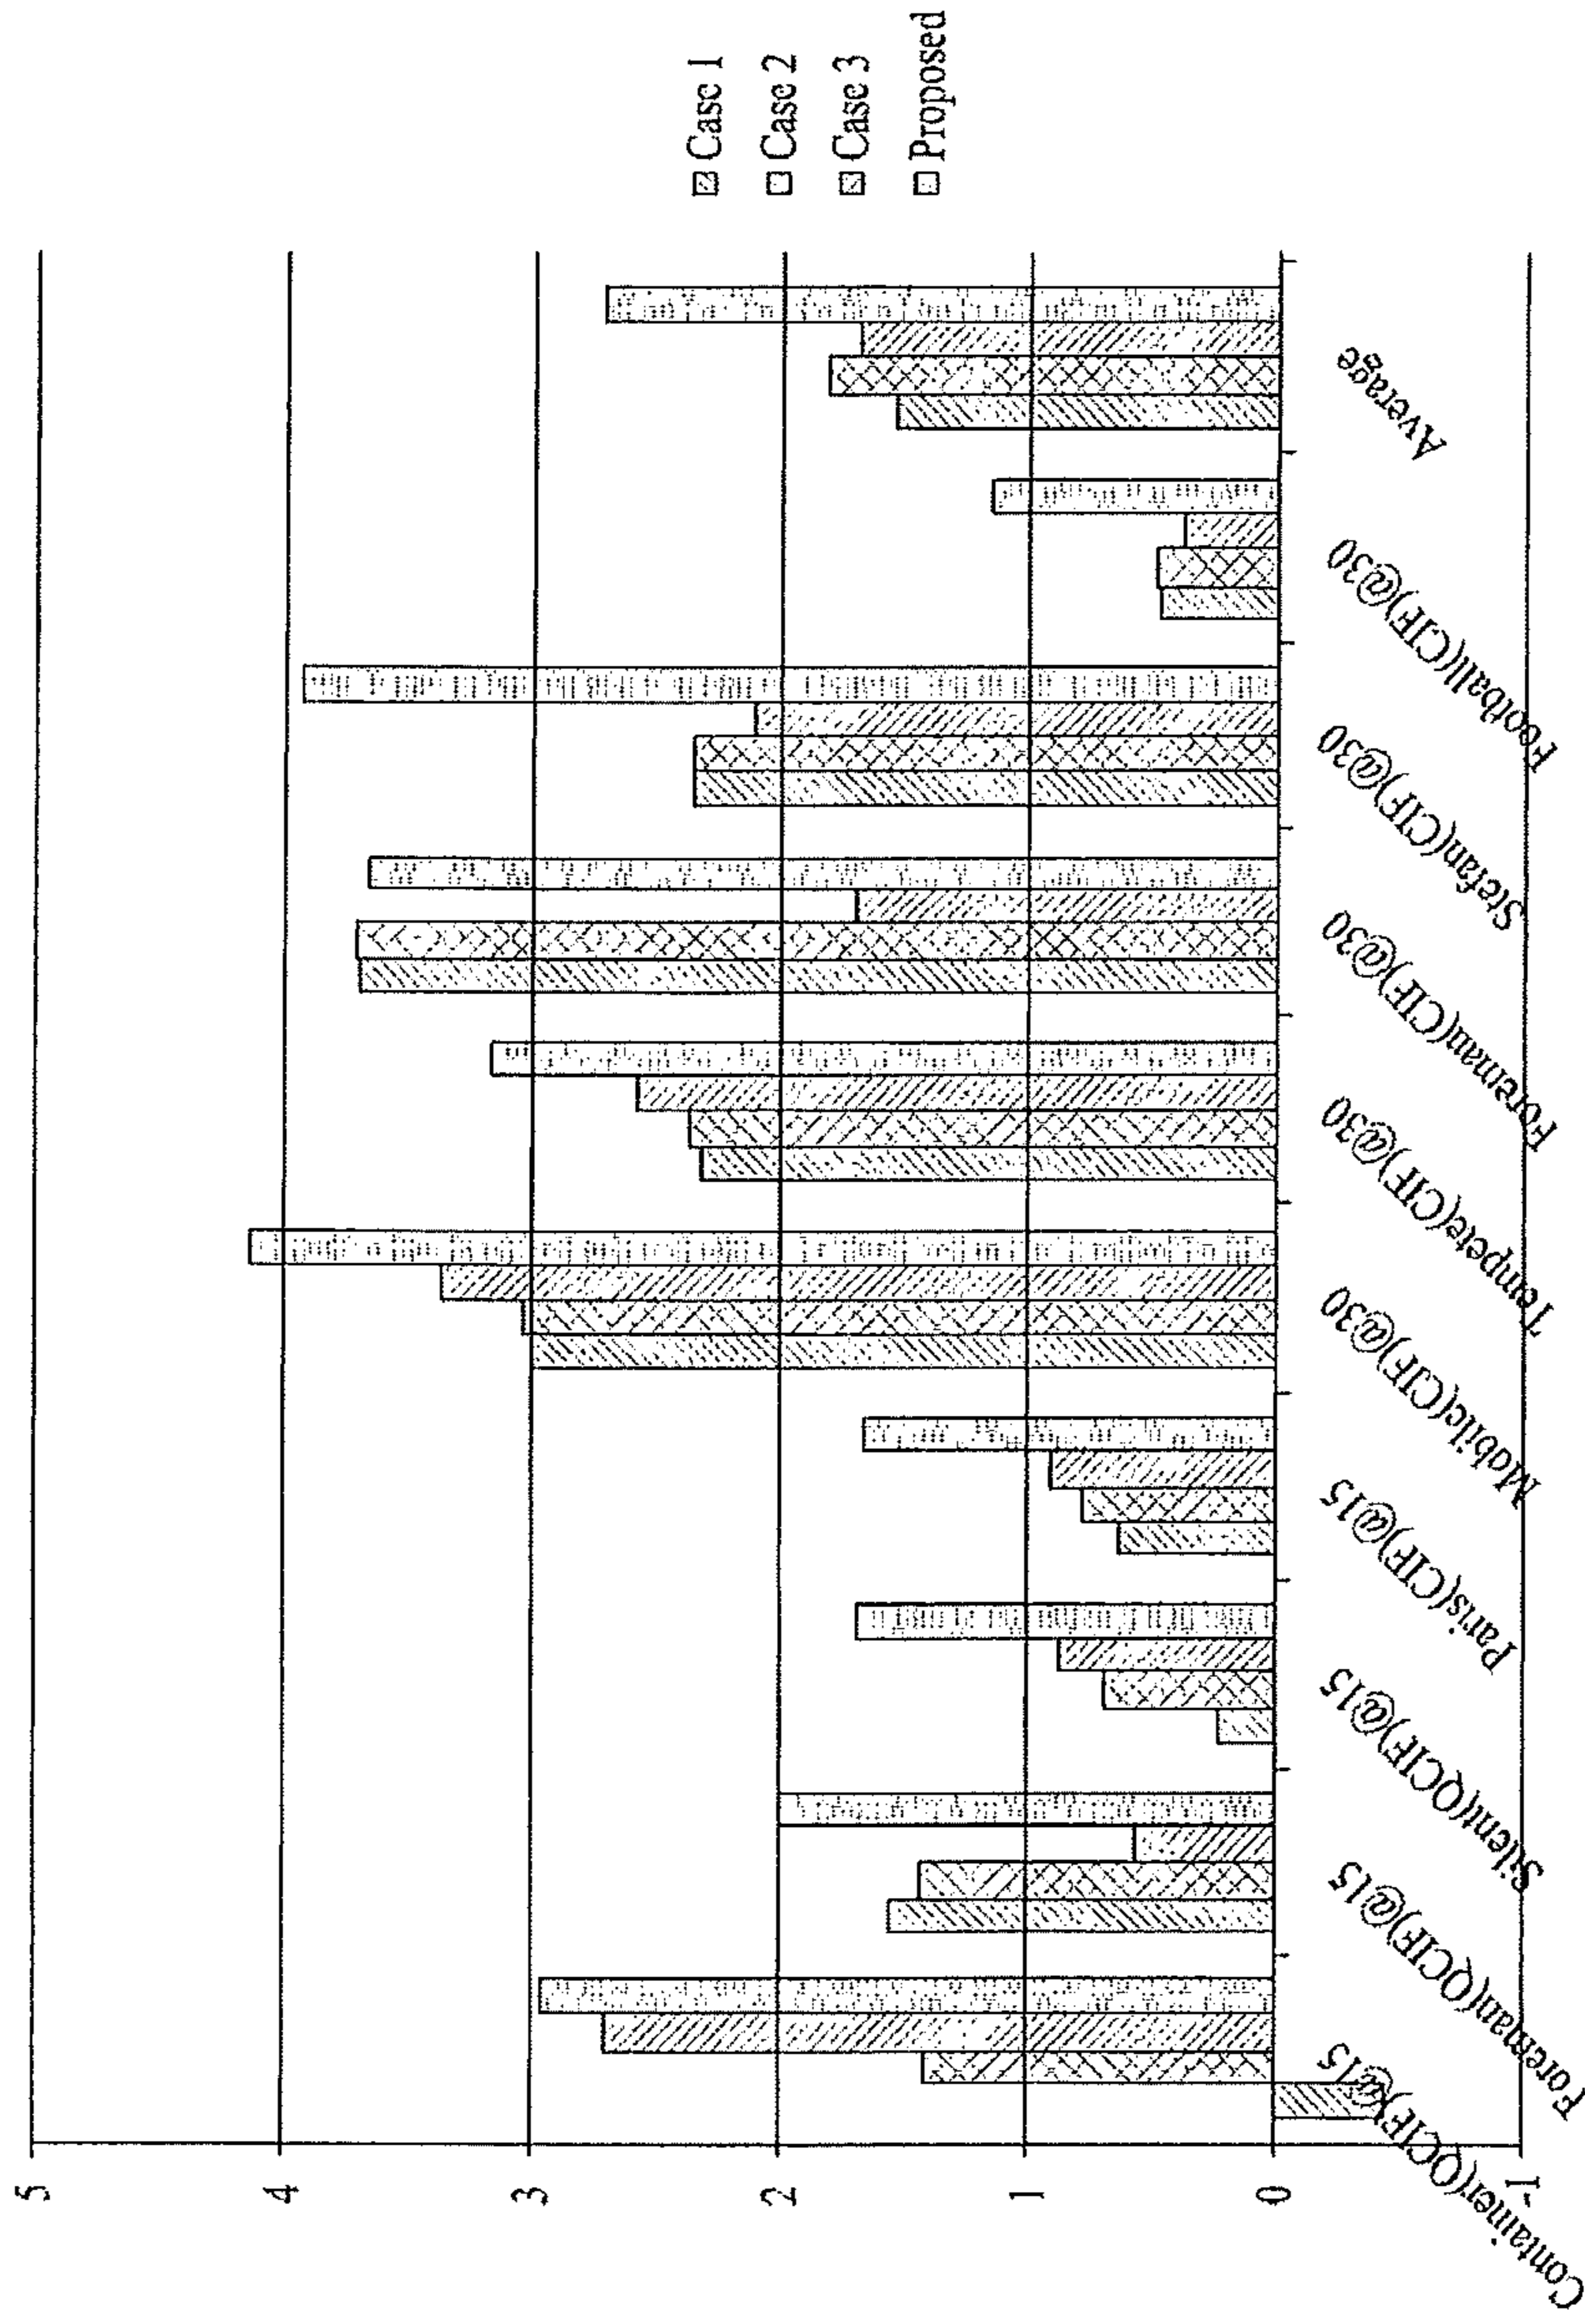 5
4
3
2
1
0
-1
Container(QCIF)@15
Foreman(QCIF)@15
Silent(QCIF)@15
Paris(CIF)@15
Mobile(CIF)@30
Tempete(CIF)@30
Foreman(CIF)@30
Stefan(CIF)@30
Football(CIF)@30
Average
Case 1
Case 2
Case 3
Proposed